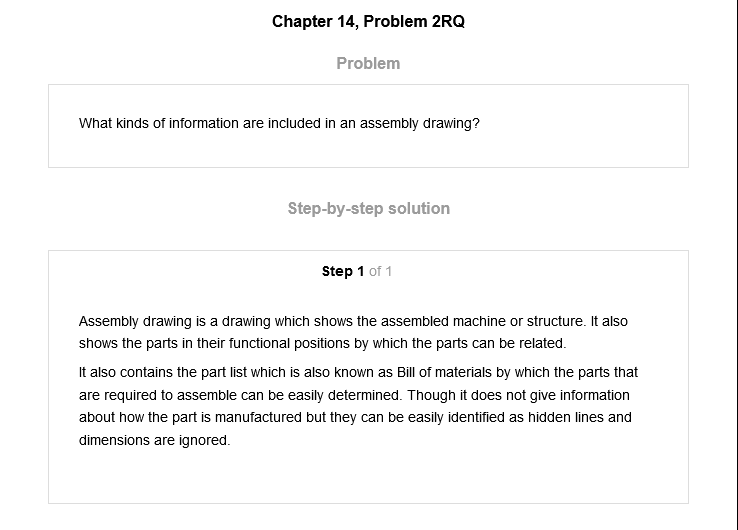 Chapter 14, Problem 2RQ
Problem
What kinds of information are included in an assembly drawing?
Step-by-step solution
Step 1 of 1
Assembly drawing is a drawing which shows the assembled machine or structure. It also
shows the parts in their functional positions by which the parts can be related.
It also contains the part list which is also known as Bill of materials by which the parts that
are required to assemble can be easily determined. Though it does not give information
about how the part is manufactured but they can be easily identified as hidden lines and
dimensions are ignored.